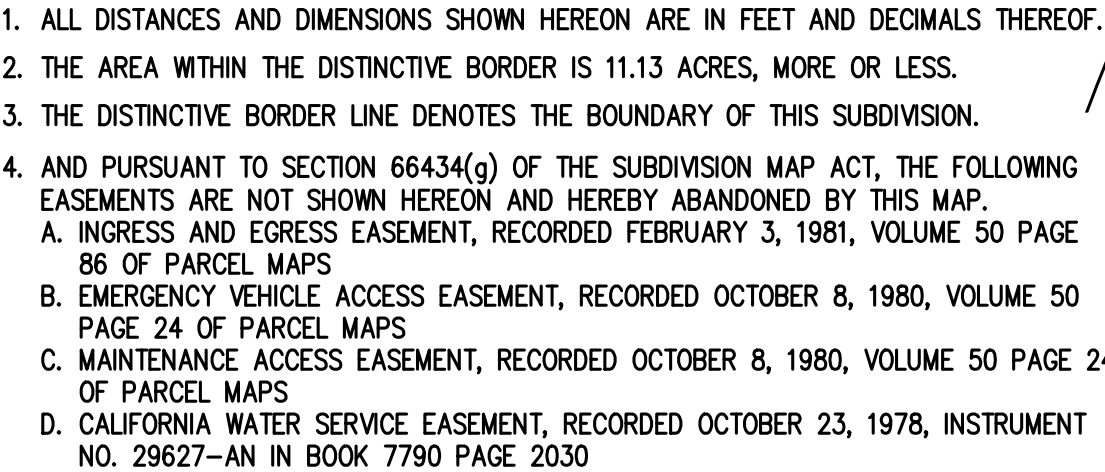 1. ALL DISTANCES AND DIMENSIONS SHOWN HEREON ARE IN FEET AND DECIMALS THEREOF.
2. THE AREA WITHIN THE DISTINCTIVE BORDER IS 11.13 ACRES, MORE OR LESS.
3. THE DISTINCTIVE BORDER LINE DENOTES THE BOUNDARY OF THIS SUBDIVISION.
4. AND PURSUANT TO SECTION 66434(g) OF THE SUBDIVISION MAP ACT, THE FOLLOWING
EASEMENTS ARE NOT SHOWN HEREON AND HEREBY ABANDONED BY THIS MAP.
A. INGRESS AND EGRESS EASEMENT, RECORDED FEBRUARY 3, 1981, VOLUME 50 PAGE
86 OF PARCEL MAPS
B. EMERGENCY VEHICLE ACCESS EASEMENT, RECORDED OCTOBER 8, 1980, VOLUME 50
PAGE 24 OF PARCEL MAPS
C. MAINTENANCE ACCESS EASEMENT, RECORDED OCTOBER 8, 1980, VOLUME 50 PAGE 24
OF PARCEL MAPS
D. CALIFORNIA WATER SERVICE EASEMENT, RECORDED OCTOBER 23, 1978, INSTRUMENT
NO. 29627–AN IN BOOK 7790 PAGE 2030